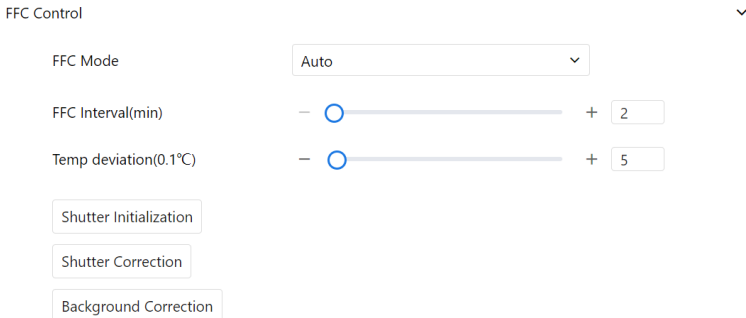 FFC Control
FFC Mode Auto
FFC Interval(min) − + 2
Temp deviation(0.1℃) − + 5
Shutter Initialization
Shutter Correction
Background Correction